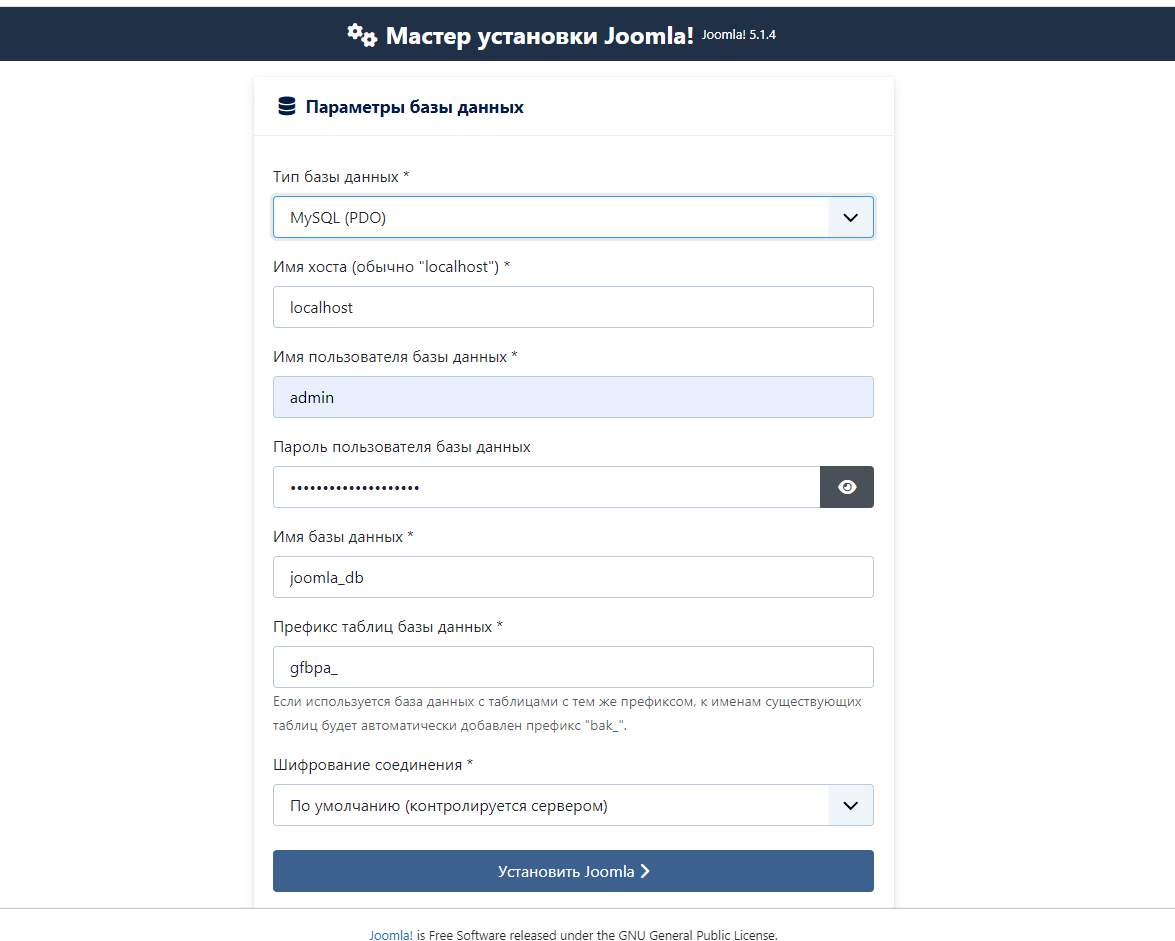 Мастер установки Joomla! Joomla! 5.1.4
Параметры базы данных
Тип базы данных *
MySQL (PDO)
Имя хоста (обычно "localhost") *
localhost
Имя пользователя базы данных *
admin
Пароль пользователя базы данных
••••••••••••••••••••
Имя базы данных *
joomla_db
Префикс таблиц базы данных *
gfbpa_
Если используется база данных с таблицами с тем же префиксом, к именам существующих
таблиц будет автоматически добавлен префикс "bak_".
Шифрование соединения *
По умолчанию (контролируется сервером)
Установить Joomla
Joomla! is Free Software released under the GNU General Public License.